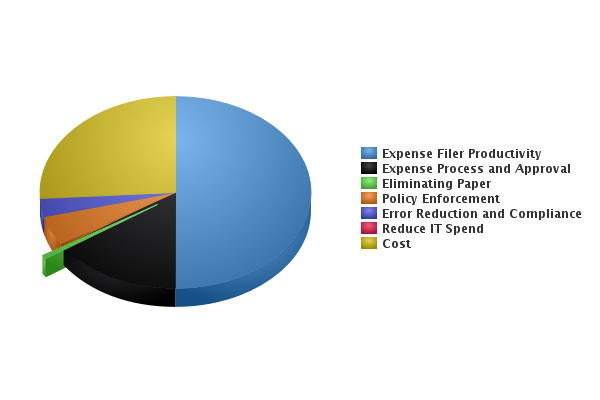 Expense Filer Productivity
Expense Process and Approval
Eliminating Paper
Policy Enforcement
Error Reduction and Compliance
Reduce IT Spend
Cost